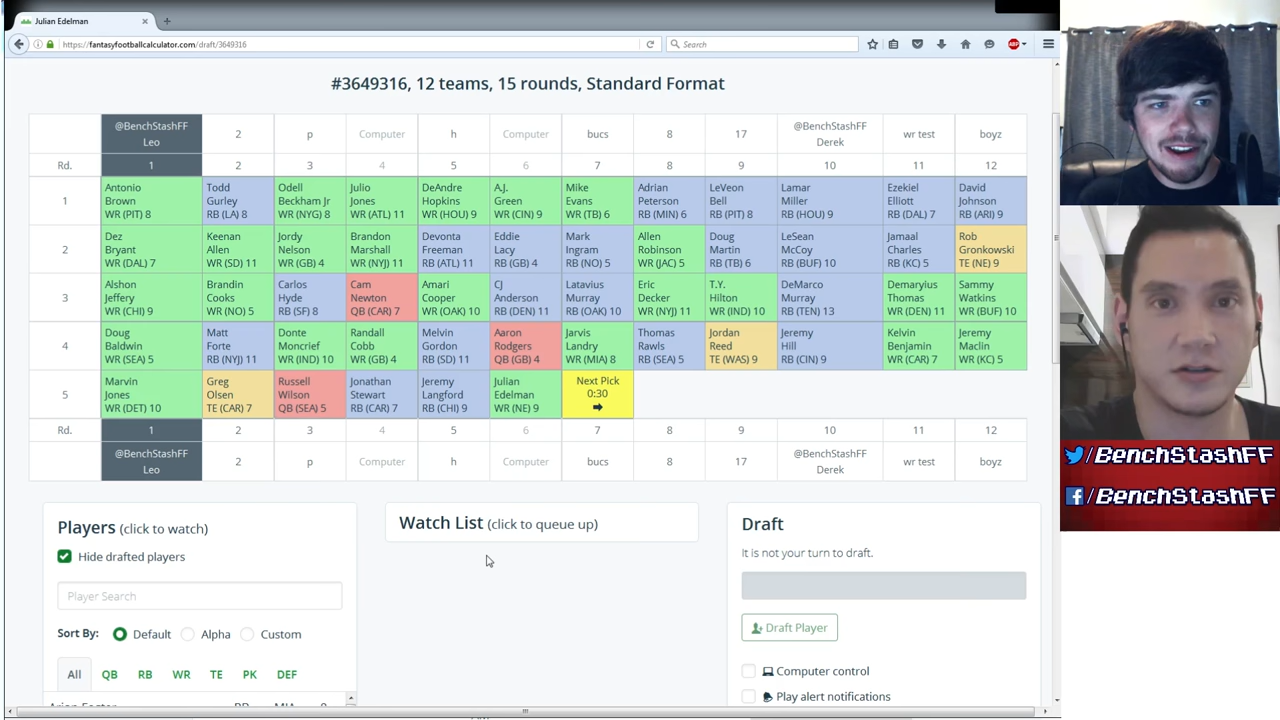 Julian Edelman
https://fantasyfootballcalculator.com/draft/3649316
Search
ABP
#3649316, 12 teams, 15 rounds, Standard Format
@BenchStashFF Leo
2
p
Computer
h
Computer
bucs
8
17
@BenchStashFF Derek
wr test
boyz
Rd. 1 2 3 4 5 6 7 8 9 10 11 12
1
Antonio Brown WR (PIT) 8
Todd Gurley RB (LA) 8
Odell Beckham Jr WR (NYG) 8
Julio Jones WR (ATL) 11
DeAndre Hopkins WR (HOU) 9
A.J. Green WR (CIN) 9
Mike Evans WR (TB) 6
Adrian Peterson RB (MIN) 6
LeVeon Bell RB (PIT) 8
Lamar Miller RB (HOU) 9
Ezekiel Elliott RB (DAL) 7
David Johnson RB (ARI) 9
2
Dez Bryant WR (DAL) 7
Keenan Allen WR (SD) 11
Jordy Nelson WR (GB) 4
Brandon Marshall WR (NYJ) 11
Devonta Freeman RB (ATL) 11
Eddie Lacy RB (GB) 4
Mark Ingram RB (NO) 5
Allen Robinson WR (JAC) 5
Doug Martin RB (TB) 6
LeSean McCoy RB (BUF) 10
Jamaal Charles RB (KC) 5
Rob Gronkowski TE (NE) 9
3
Alshon Jeffery WR (CHI) 9
Brandin Cooks WR (NO) 5
Carlos Hyde RB (SF) 8
Cam Newton QB (CAR) 7
Amari Cooper WR (OAK) 10
CJ Anderson RB (DEN) 11
Latavius Murray RB (OAK) 10
Eric Decker WR (NYJ) 11
T.Y. Hilton WR (IND) 10
DeMarco Murray RB (TEN) 13
Demaryius Thomas WR (DEN) 11
Sammy Watkins WR (BUF) 10
4
Doug Baldwin WR (SEA) 5
Matt Forte RB (NYJ) 11
Donte Moncrief WR (IND) 10
Randall Cobb WR (GB) 4
Melvin Gordon RB (SD) 11
Aaron Rodgers QB (GB) 4
Jarvis Landry WR (MIA) 8
Thomas Rawls RB (SEA) 5
Jordan Reed TE (WAS) 9
Jeremy Hill RB (CIN) 9
Kelvin Benjamin WR (CAR) 7
Jeremy Maclin WR (KC) 5
5
Marvin Jones WR (DET) 10
Greg Olsen TE (CAR) 7
Russell Wilson QB (SEA) 5
Jonathan Stewart RB (CAR) 7
Jeremy Langford RB (CHI) 9
Julian Edelman WR (NE) 9
Next Pick 0:30
Rd. 1 2 3 4 5 6 7 8 9 10 11 12
@BenchStashFF Leo
2
p
Computer
h
Computer
bucs
8
17
@BenchStashFF Derek
wr test
boyz
Players (click to watch)
Hide drafted players
Player Search
Sort By: Default Alpha Custom
All QB RB WR TE PK DEF
Arian Foster RB MIA 8
Watch List (click to queue up)
Draft
It is not your turn to draft.
Draft Player
Computer control
Play alert notifications
/BenchStashFF
/BenchStashFF